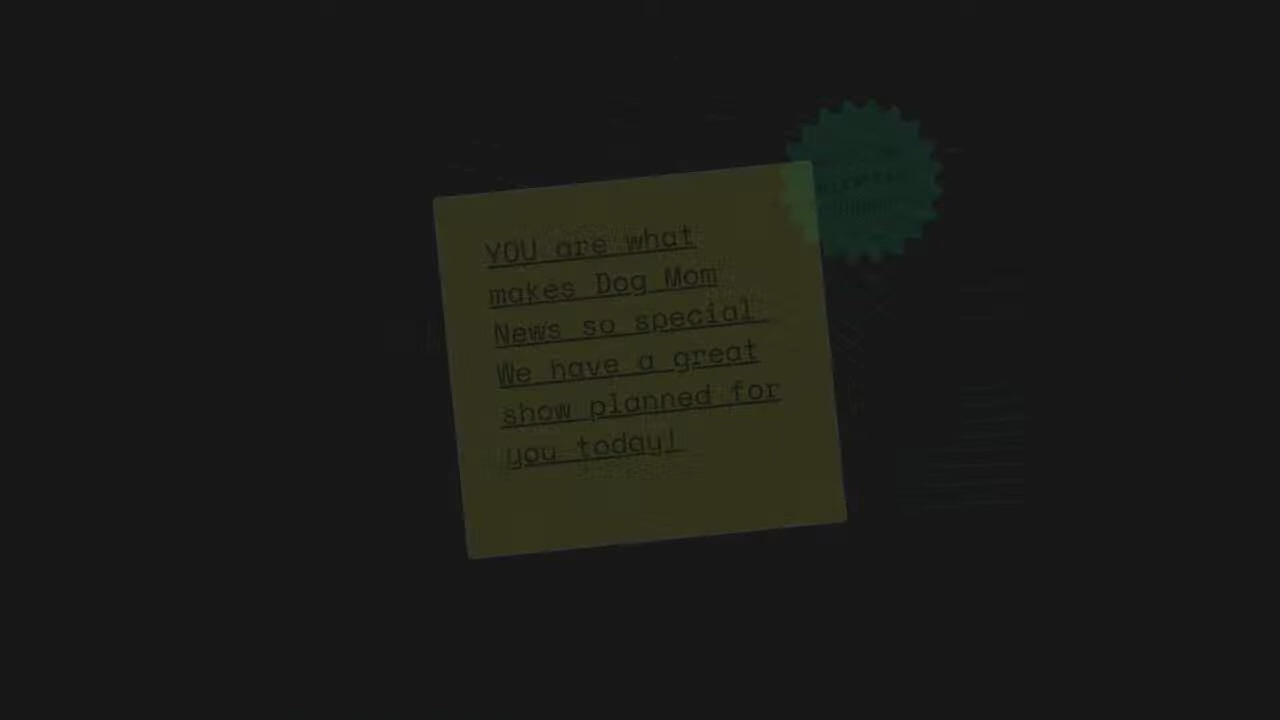 YOU are what
makes Dog Mom
News so special
We have a great
show planned for
you today!